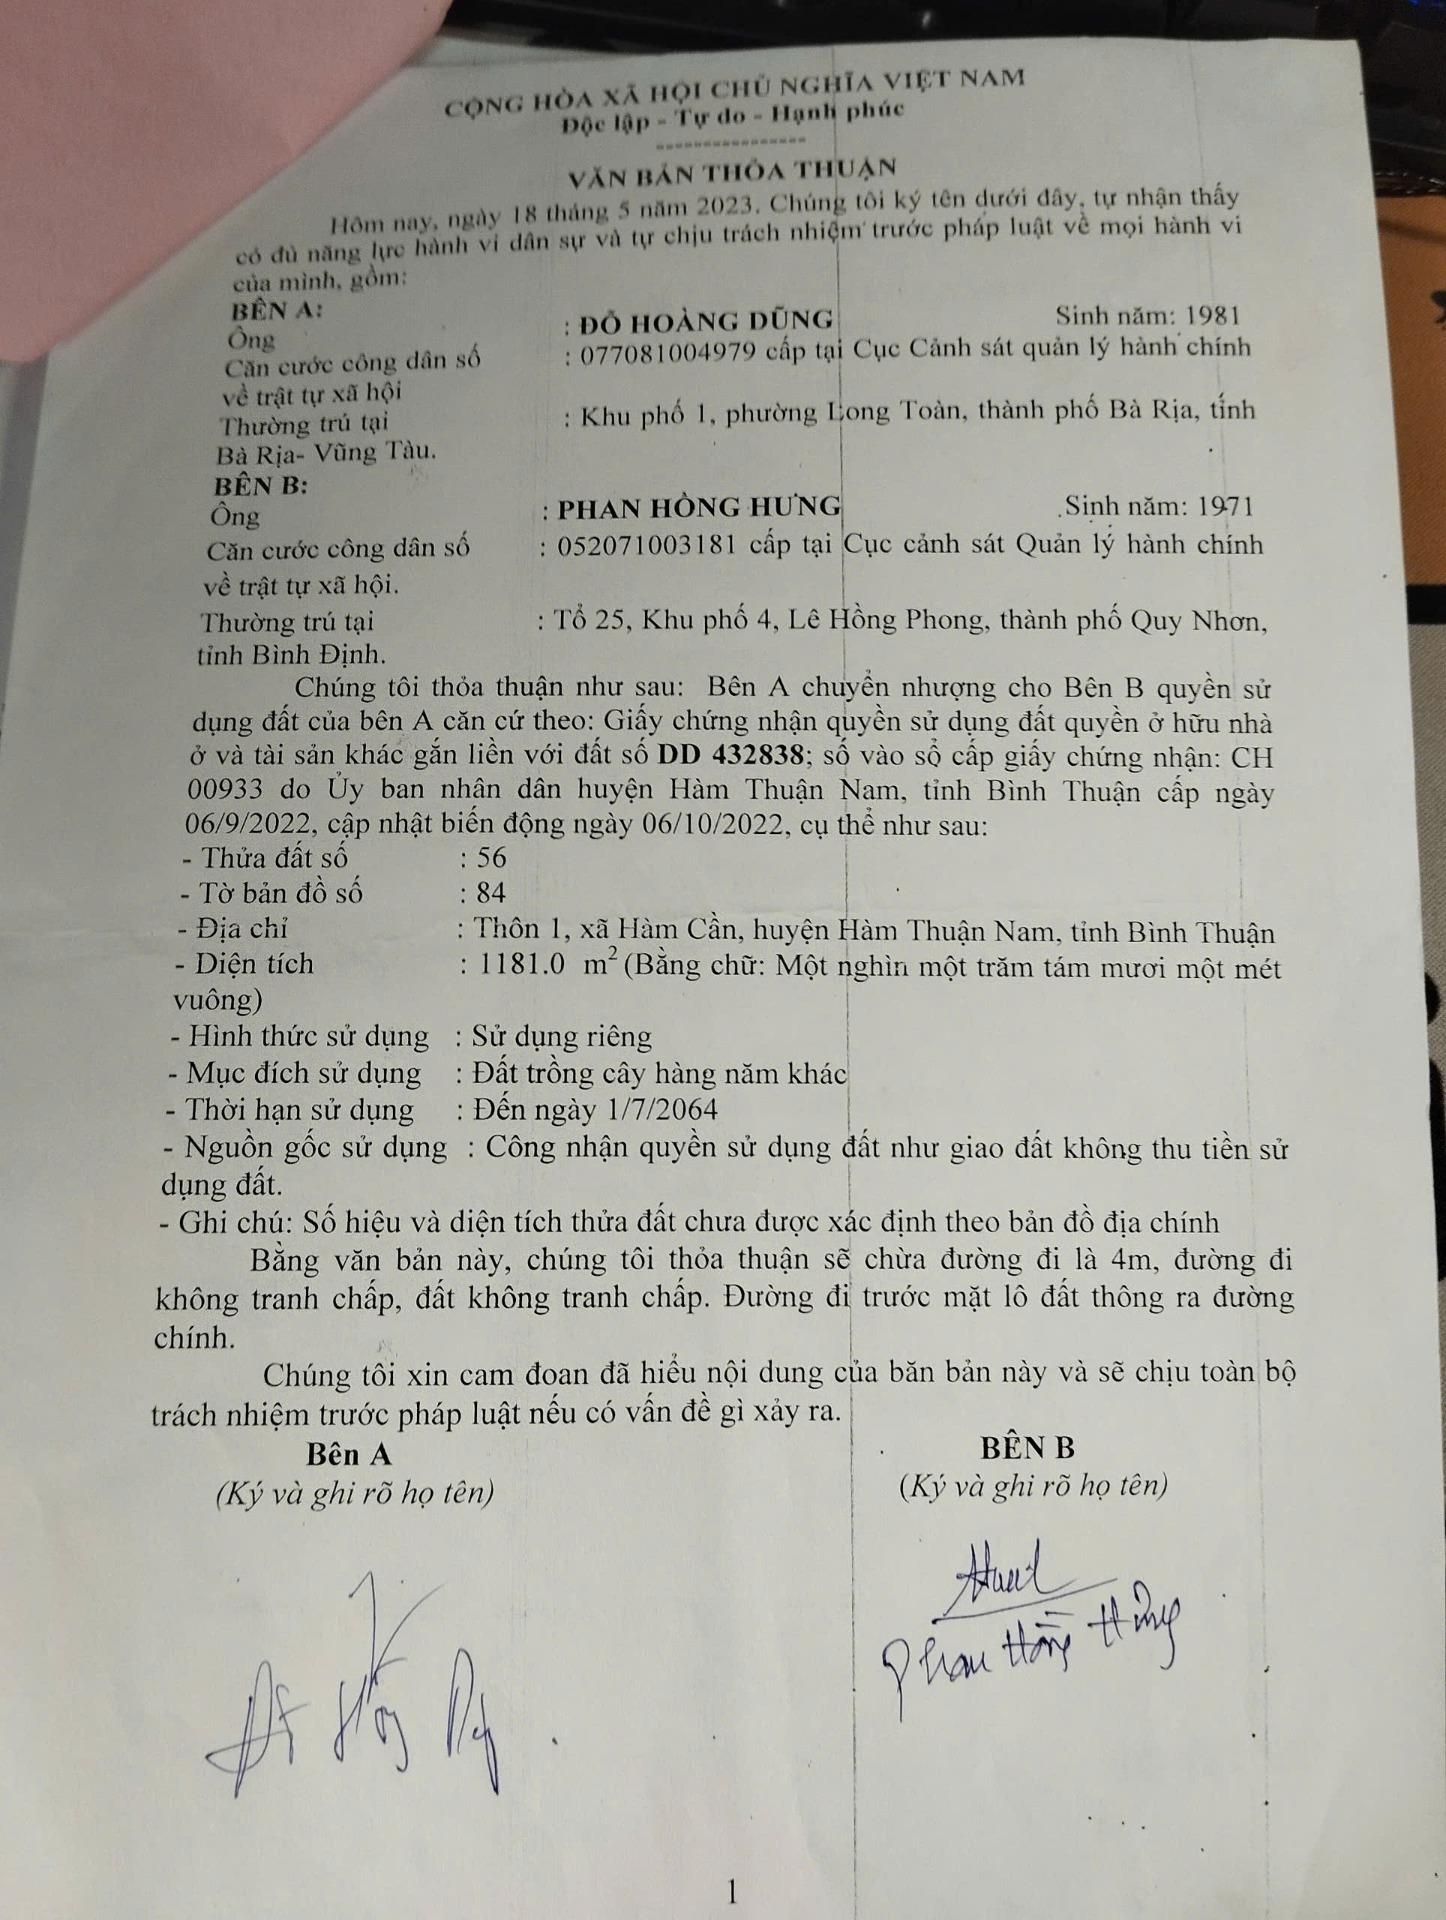 CỘNG HÒA XÃ HỘI CHỦ NGHĨA VIỆT NAM
Độc lập - Tự do - Hạnh phúc
----------------
VĂN BẢN THỎA THUẬN
Hôm nay, ngày 18 tháng 5 năm 2023. Chúng tôi ký tên dưới đây, tự nhận thấy
có đủ năng lực hành vi dân sự và tự chịu trách nhiệm trước pháp luật về mọi hành vi
của mình, gồm:
BÊN A:
Ông : ĐỖ HOÀNG DŨNG Sinh năm: 1981
Căn cước công dân số : 077081004979 cấp tại Cục Cảnh sát quản lý hành chính
về trật tự xã hội
Thường trú tại : Khu phố 1, phường Long Toàn, thành phố Bà Rịa, tỉnh
Bà Rịa- Vũng Tàu.
BÊN B:
Ông : PHAN HỒNG HƯNG Sinh năm: 1971
Căn cước công dân số : 052071003181 cấp tại Cục cảnh sát Quản lý hành chính
về trật tự xã hội.
Thường trú tại : Tổ 25, Khu phố 4, Lê Hồng Phong, thành phố Quy Nhơn,
tỉnh Bình Định.
Chúng tôi thỏa thuận như sau: Bên A chuyển nhượng cho Bên B quyền sử
dụng đất của bên A căn cứ theo: Giấy chứng nhận quyền sử dụng đất quyền ở hữu nhà
ở và tài sản khác gắn liền với đất số DD 432838; số vào sổ cấp giấy chứng nhận: CH
00933 do Ủy ban nhân dân huyện Hàm Thuận Nam, tỉnh Bình Thuận cấp ngày
06/9/2022, cập nhật biến động ngày 06/10/2022, cụ thể như sau:
- Thửa đất số : 56
- Tờ bản đồ số : 84
- Địa chỉ : Thôn 1, xã Hàm Cần, huyện Hàm Thuận Nam, tỉnh Bình Thuận
- Diện tích : 1181.0 m² (Bằng chữ: Một nghìn một trăm tám mươi một mét
vuông)
- Hình thức sử dụng : Sử dụng riêng
- Mục đích sử dụng : Đất trồng cây hàng năm khác
- Thời hạn sử dụng : Đến ngày 1/7/2064
- Nguồn gốc sử dụng : Công nhận quyền sử dụng đất như giao đất không thu tiền sử
dụng đất.
- Ghi chú: Số hiệu và diện tích thửa đất chưa được xác định theo bản đồ địa chính
Bằng văn bản này, chúng tôi thỏa thuận sẽ chừa đường đi là 4m, đường đi
không tranh chấp, đất không tranh chấp. Đường đi trước mặt lô đất thông ra đường
chính.
Chúng tôi xin cam đoan đã hiểu nội dung của băn bản này và sẽ chịu toàn bộ
trách nhiệm trước pháp luật nếu có vấn đề gì xảy ra.
Bên A BÊN B
(Ký và ghi rõ họ tên) (Ký và ghi rõ họ tên)
Phan Hồng Hưng
1